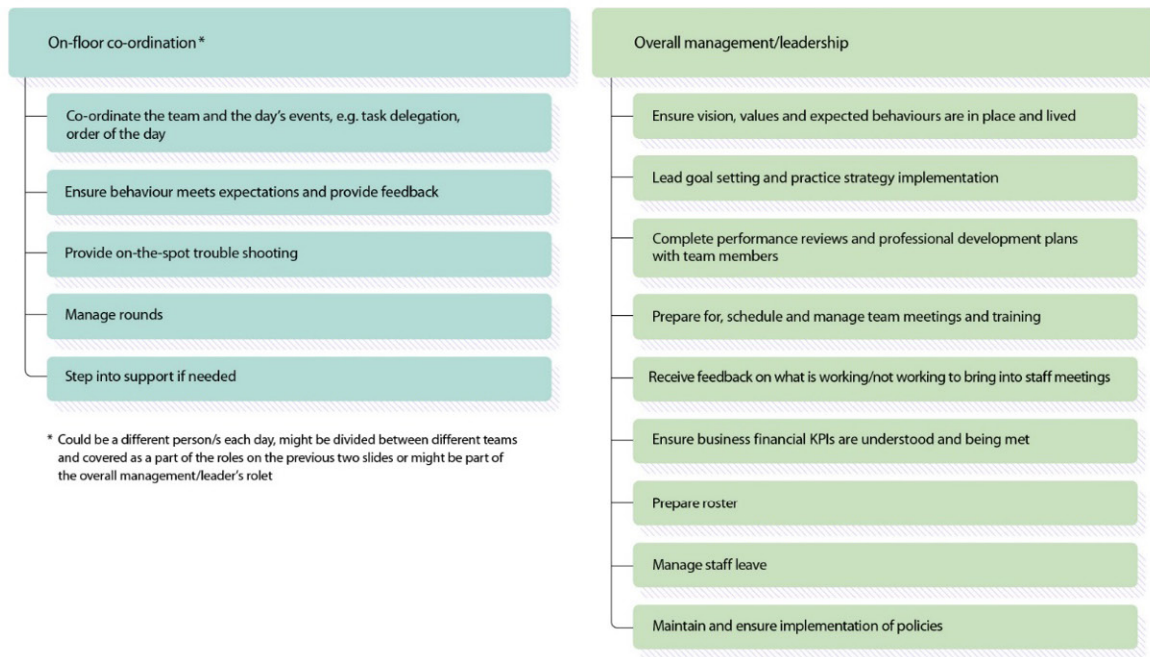 On-floor co-ordination*
Co-ordinate the team and the day's events, e.g. task delegation,
order of the day
Ensure behaviour meets expectations and provide feedback
Provide on-the-spot trouble shooting
Manage rounds
Step into support if needed
* Could be a different person/s each day, might be divided between different teams
and covered as a part of the roles on the previous two slides or might be part of
the overall management/leader's rolet
Overall management/leadership
Ensure vision, values and expected behaviours are in place and lived
Lead goal setting and practice strategy implementation
Complete performance reviews and professional development plans
with team members
Prepare for, schedule and manage team meetings and training
Receive feedback on what is working/not working to bring into staff meetings
Ensure business financial KPIs are understood and being met
Prepare roster
Manage staff leave
Maintain and ensure implementation of policies